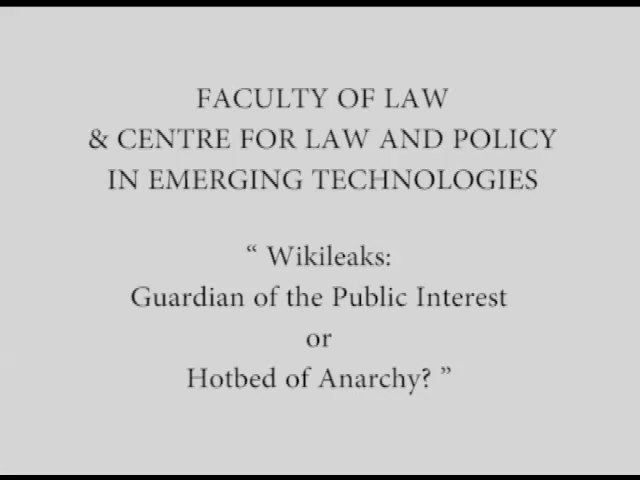 FACULTY OF LAW
& CENTRE FOR LAW AND POLICY
IN EMERGING TECHNOLOGIES
“ Wikileaks:
Guardian of the Public Interest
or
Hotbed of Anarchy? ”